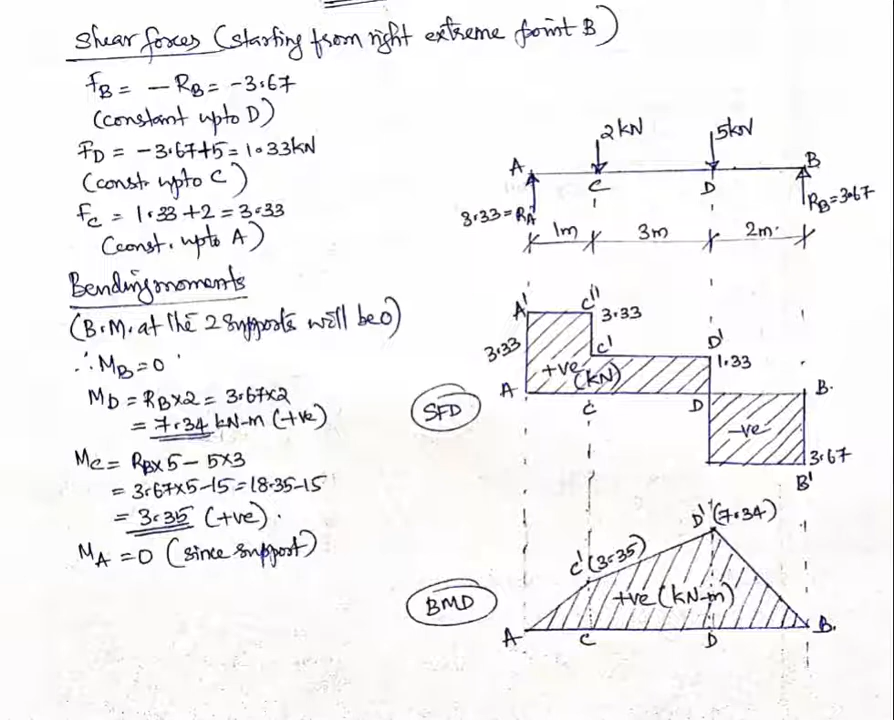 Shear forces (starting from right extreme point B)
FB = - RB = -3.67
(constant upto D)
FD = -3.67+5 = 1.33kN
(const. upto C)
Fc = 1.33 +2 = 3.33
(const. upto A)
Bending moments
(B.M. at the 2 supports will be 0)
∴ MB = 0
MD = RB×2 = 3.67×2
= 7.34 kN-m (+ve)
Mc = RB×5 - 5×3
= 3.67×5-15 = 18.35-15
= 3.35 (+ve).
MA = 0 (since support)
2kN 5kN
A B
C D
3.33 = RA RB = 3.67
1m 3m 2m.
A' C''
3.33
3.33 C' D'
1.33
+ve (kN)
A B.
C D
SFD
-ve
3.67
B'
D' (7.34)
C' (3.35)
+ve (kN-m)
BMD
A B.
C D